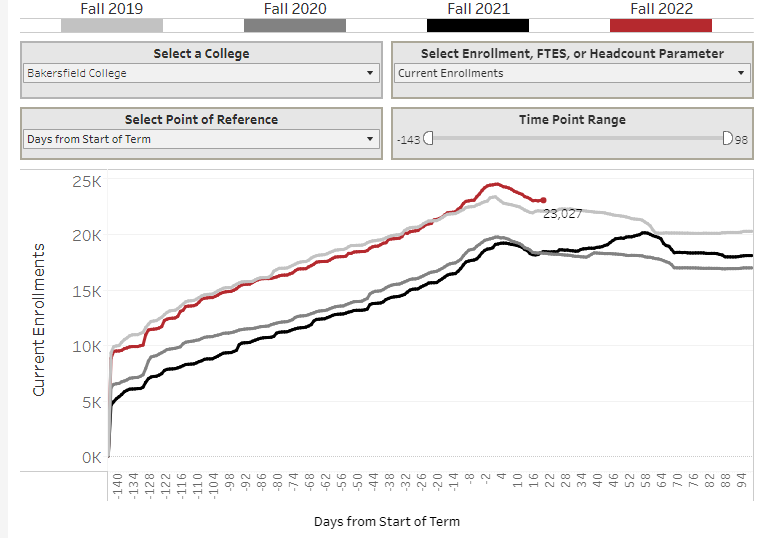 Fall 2019 Fall 2020 Fall 2021 Fall 2022
Select a College
Bakersfield College
Select Enrollment, FTES, or Headcount Parameter
Current Enrollments
Select Point of Reference
Days from Start of Term
Time Point Range
-143 98
25K
20K
15K
10K
5K
0K
Current Enrollments
23,027
-140 -134 -128 -122 -116 -110 -104 -98 -92 -86 -80 -74 -68 -62 -56 -50 -44 -38 -32 -26 -20 -14 -8 -2 4 10 16 22 28 34 40 46 52 58 64 70 76 82 88 94
Days from Start of Term